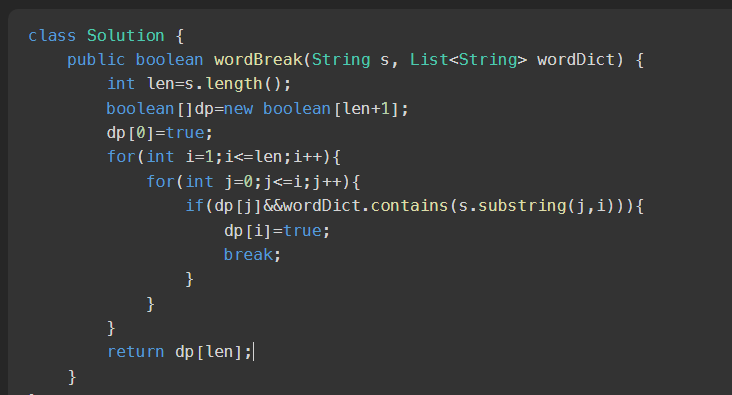 class Solution {
    public boolean wordBreak(String s, List<String> wordDict) {
        int len=s.length();
        boolean[]dp=new boolean[len+1];
        dp[0]=true;
        for(int i=1;i<=len;i++){
            for(int j=0;j<=i;j++){
                if(dp[j]&&wordDict.contains(s.substring(j,i))){
                    dp[i]=true;
                    break;
                }
            }
        }
        return dp[len];
    }